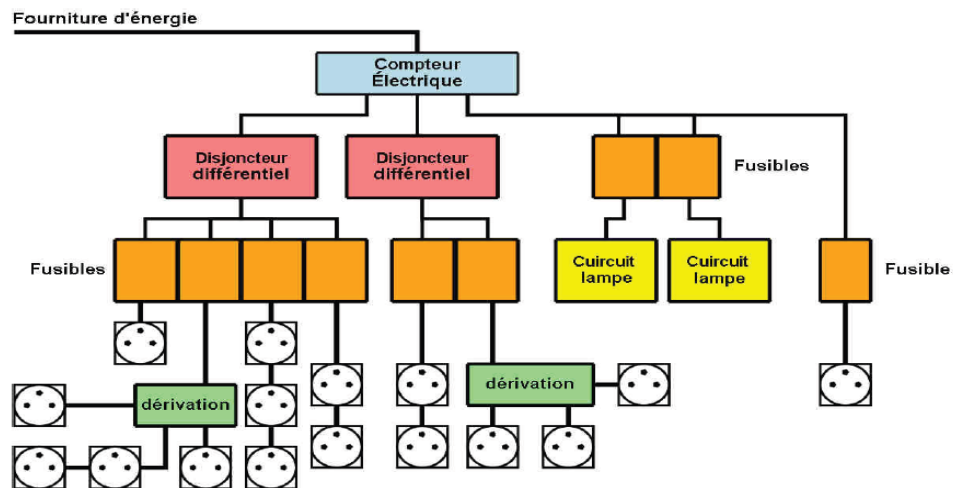 Fourniture d'énergie
Compteur
Électrique
Disjoncteur
différentiel
Disjoncteur
différentiel
Fusibles
Fusibles
Cuircuit
lampe
Cuircuit
lampe
Fusible
dérivation
dérivation